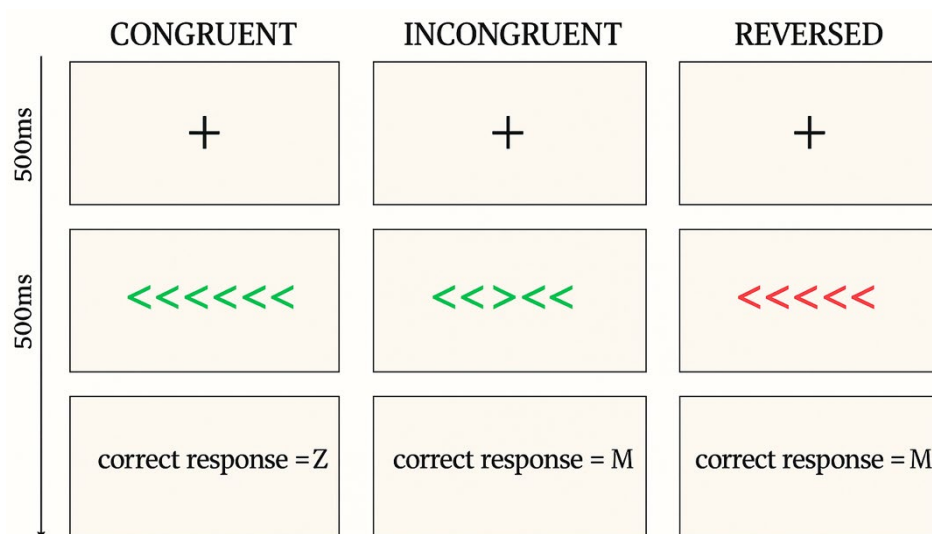 CONGRUENT INCONGRUENT REVERSED
500ms
+ + +
500ms
<<<<<< <<><< <<<<<
correct response =Z correct response = M correct response = M